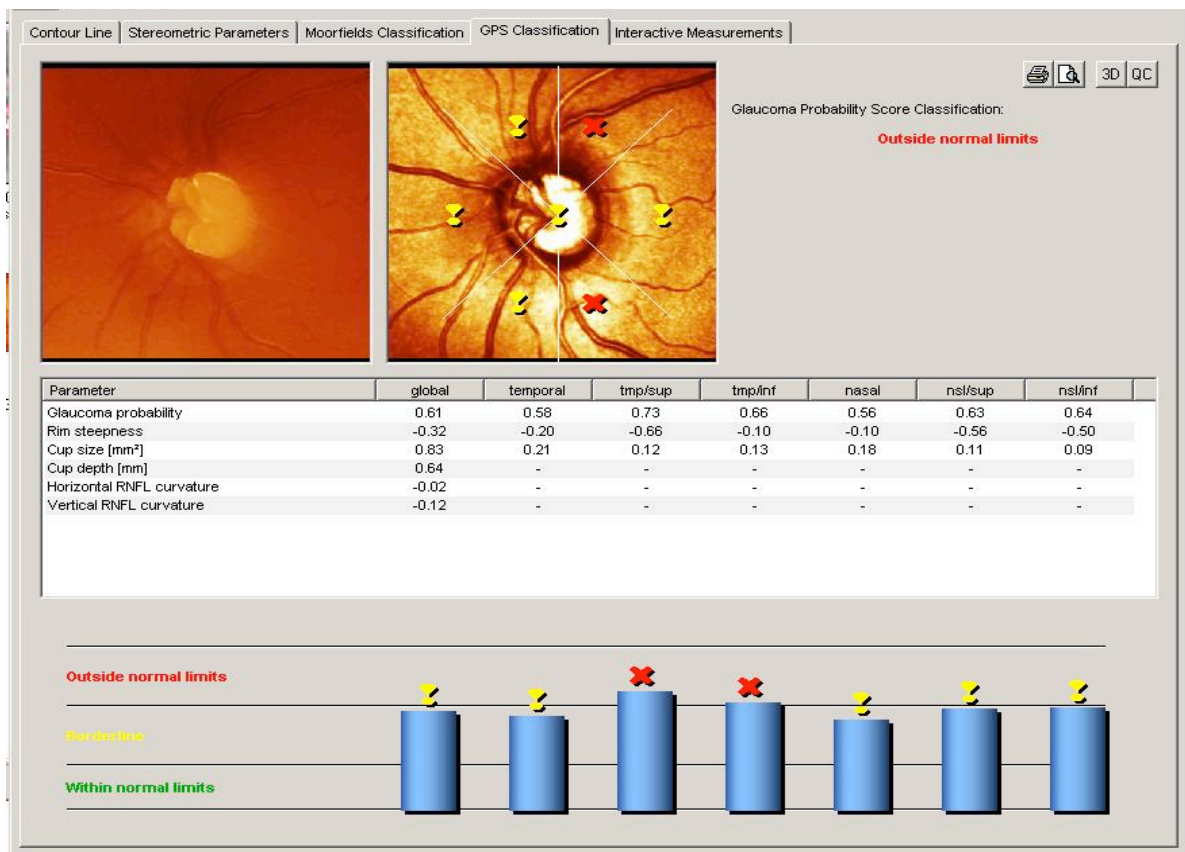 Contour Line Stereometric Parameters Moorfields Classification GPS Classification Interactive Measurements
3D QC
Glaucoma Probability Score Classification:
Outside normal limits
Parameter global temporal tmp/sup tmp/inf nasal nsl/sup nsl/inf
Glaucoma probability 0.61 0.58 0.73 0.66 0.56 0.63 0.64
Rim steepness -0.32 -0.20 -0.66 -0.10 -0.10 -0.56 -0.50
Cup size [mm²] 0.83 0.21 0.12 0.13 0.18 0.11 0.09
Cup depth [mm] 0.64 - - - - - -
Horizontal RNFL curvature -0.02 - - - - - -
Vertical RNFL curvature -0.12 - - - - - -
Outside normal limits
Borderline
Within normal limits